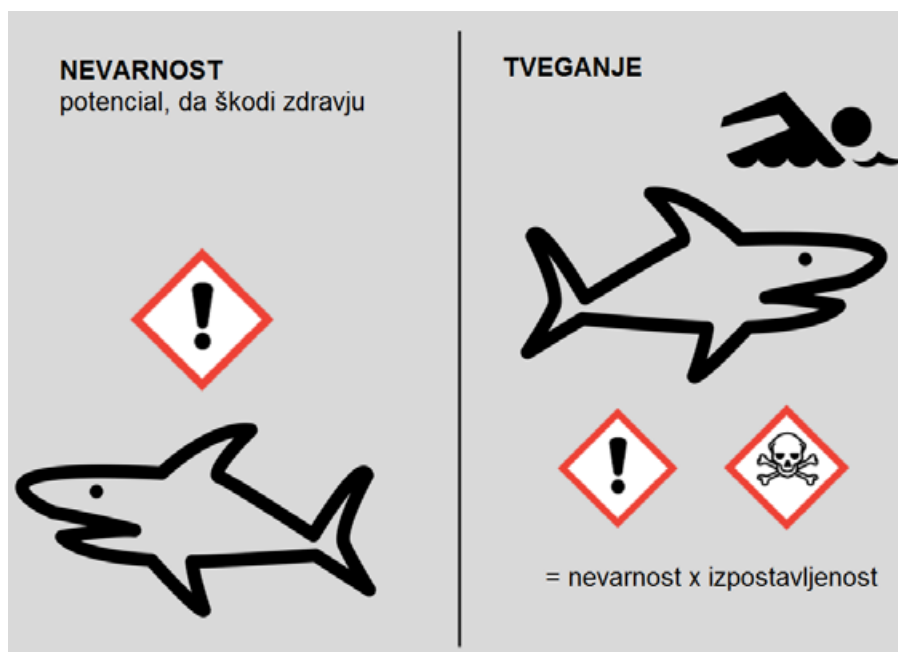 NEVARNOST
potencial, da škodi zdravju
TVEGANJE
= nevarnost x izpostavljenost